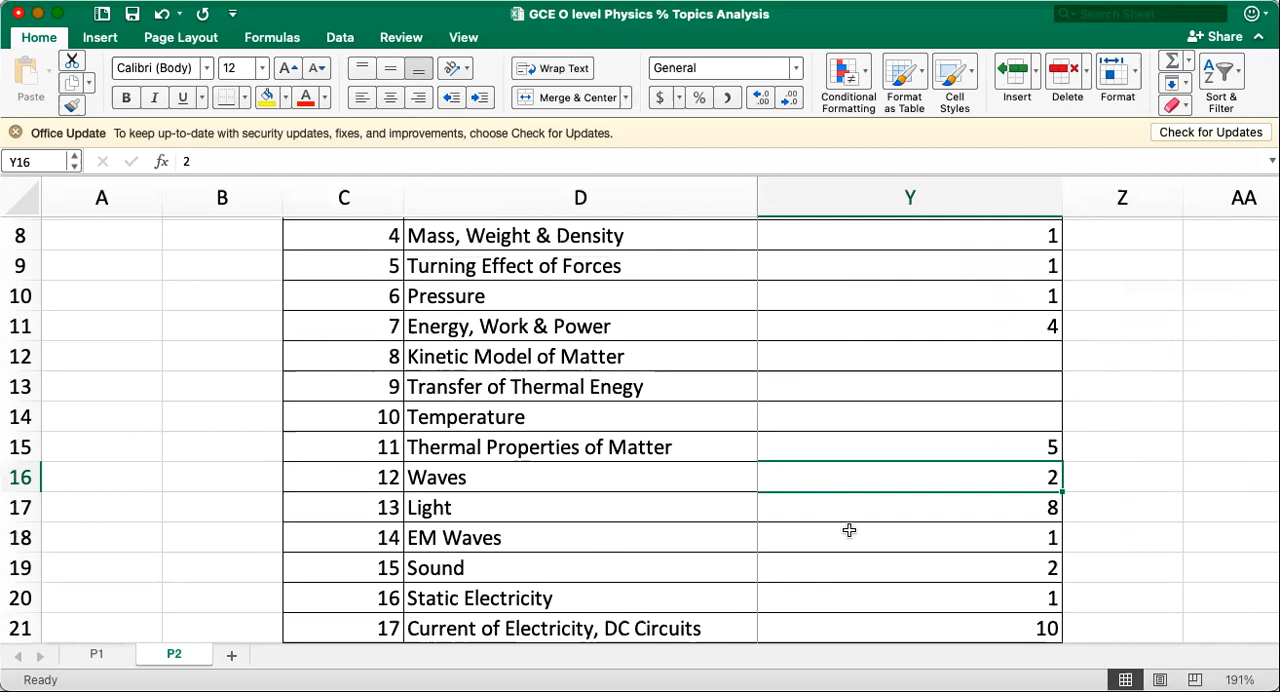 GCE O level Physics % Topics Analysis
Search Sheet
Home Insert Page Layout Formulas Data Review View Share
Paste
Calibri (Body) 12 A A Wrap Text General
B I U A Merge & Center $ %
Conditional Formatting
Format as Table
Cell Styles
Insert
Delete
Format
Sort & Filter
Office Update To keep up-to-date with security updates, fixes, and improvements, choose Check for Updates. Check for Updates
Y16 fx 2
A B C D Y Z AA
8 4 Mass, Weight & Density 1
9 5 Turning Effect of Forces 1
10 6 Pressure 1
11 7 Energy, Work & Power 4
12 8 Kinetic Model of Matter
13 9 Transfer of Thermal Enegy
14 10 Temperature
15 11 Thermal Properties of Matter 5
16 12 Waves 2
17 13 Light 8
18 14 EM Waves 1
19 15 Sound 2
20 16 Static Electricity 1
21 17 Current of Electricity, DC Circuits 10
P1 P2 +
Ready 191%